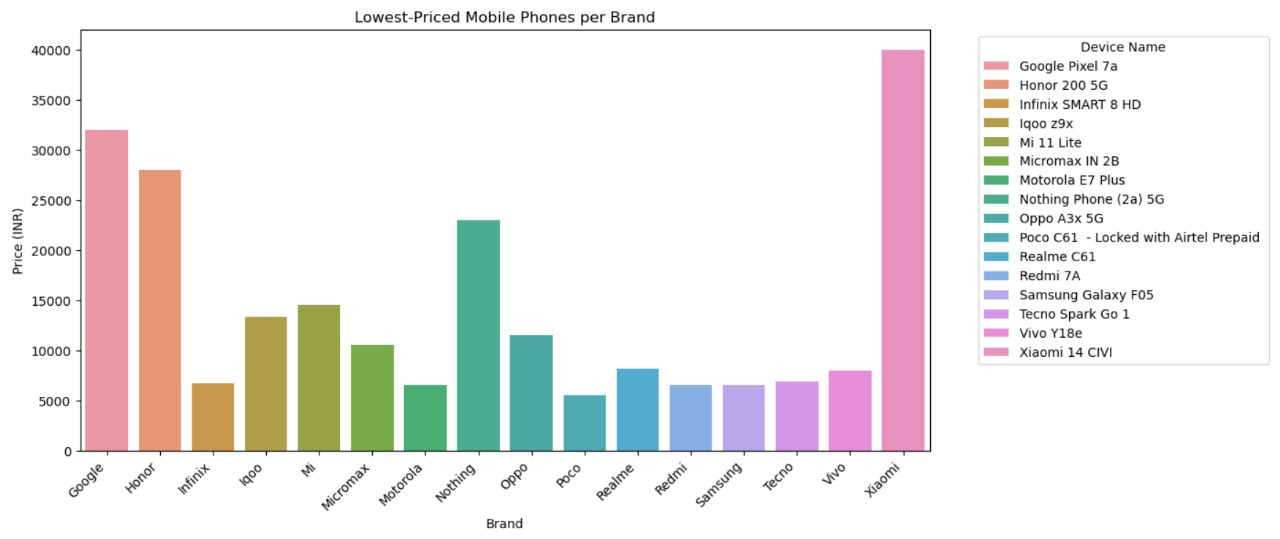 Lowest-Priced Mobile Phones per Brand
40000
35000
30000
25000
20000
15000
10000
5000
0
Price (INR)
Google
Honor
Infinix
Iqoo
Mi
Micromax
Motorola
Nothing
Oppo
Poco
Realme
Redmi
Samsung
Tecno
Vivo
Xiaomi
Brand
Device Name
Google Pixel 7a
Honor 200 5G
Infinix SMART 8 HD
Iqoo z9x
Mi 11 Lite
Micromax IN 2B
Motorola E7 Plus
Nothing Phone (2a) 5G
Oppo A3x 5G
Poco C61  - Locked with Airtel Prepaid
Realme C61
Redmi 7A
Samsung Galaxy F05
Tecno Spark Go 1
Vivo Y18e
Xiaomi 14 CIVI